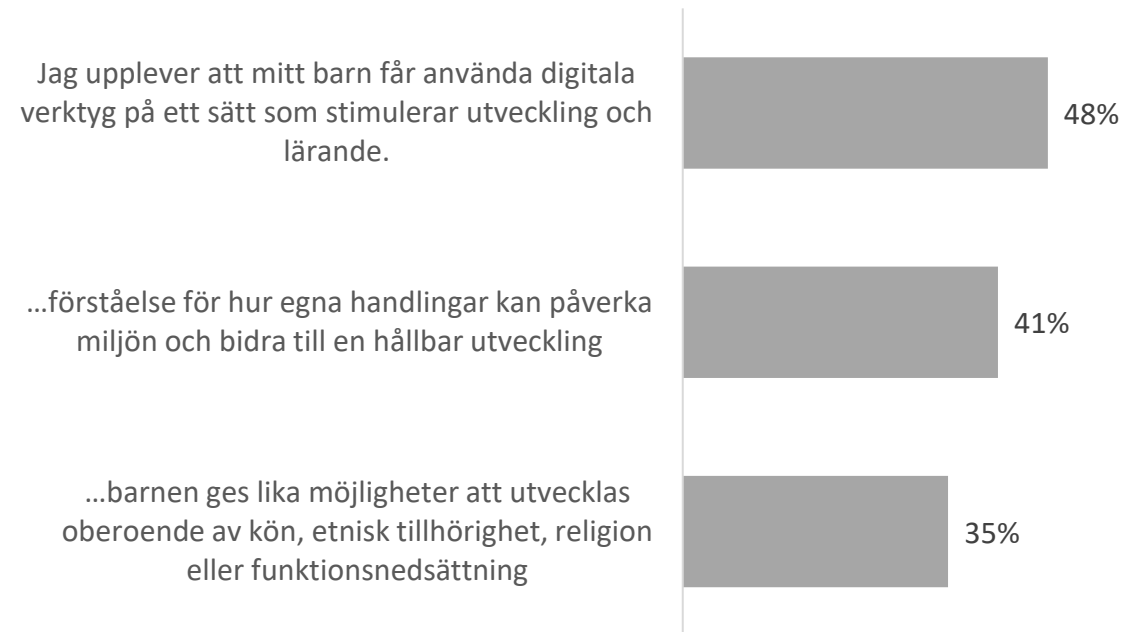 Jag upplever att mitt barn får använda digitala
verktyg på ett sätt som stimulerar utveckling och
lärande.
48%
…förståelse för hur egna handlingar kan påverka
miljön och bidra till en hållbar utveckling
41%
…barnen ges lika möjligheter att utvecklas
oberoende av kön, etnisk tillhörighet, religion
eller funktionsnedsättning
35%